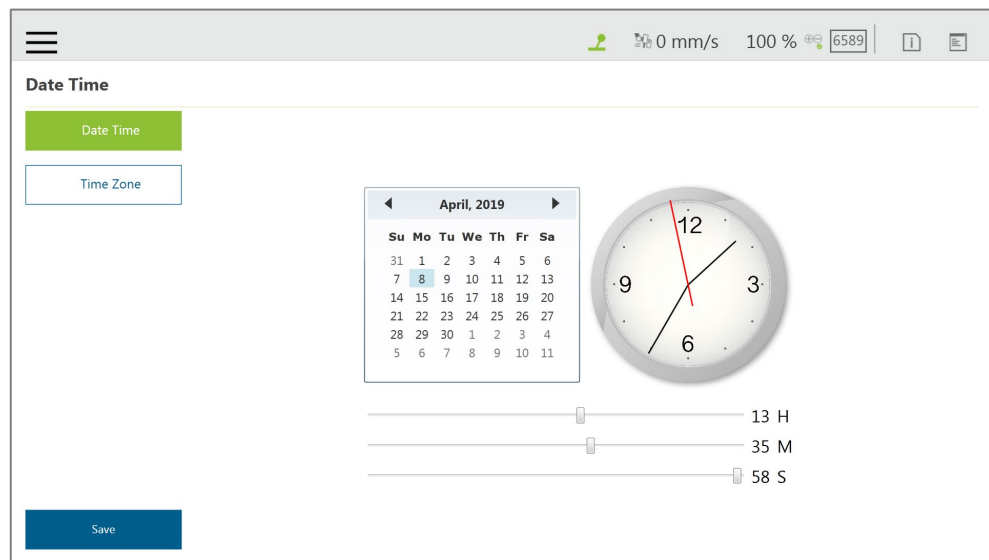 0 mm/s 100 % 6589
Date Time
Date Time
Time Zone
April, 2019
Su Mo Tu We Th Fr Sa
31 1 2 3 4 5 6
7 8 9 10 11 12 13
14 15 16 17 18 19 20
21 22 23 24 25 26 27
28 29 30 1 2 3 4
5 6 7 8 9 10 11
12
9 3
6
13 H
35 M
58 S
Save